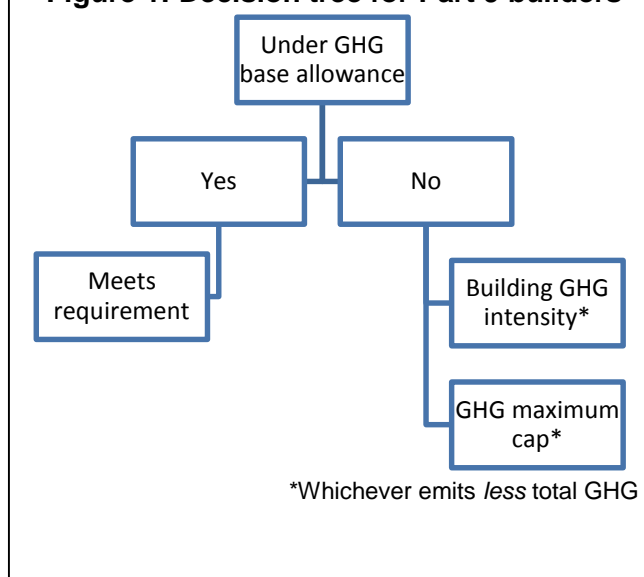 Figure 1: Decision tree for Part builders
Under GHG
base allowance
Yes
No
Meets
requirement
Building GHG
intensity*
GHG maximum
cap*
*Whichever emits less total GHG